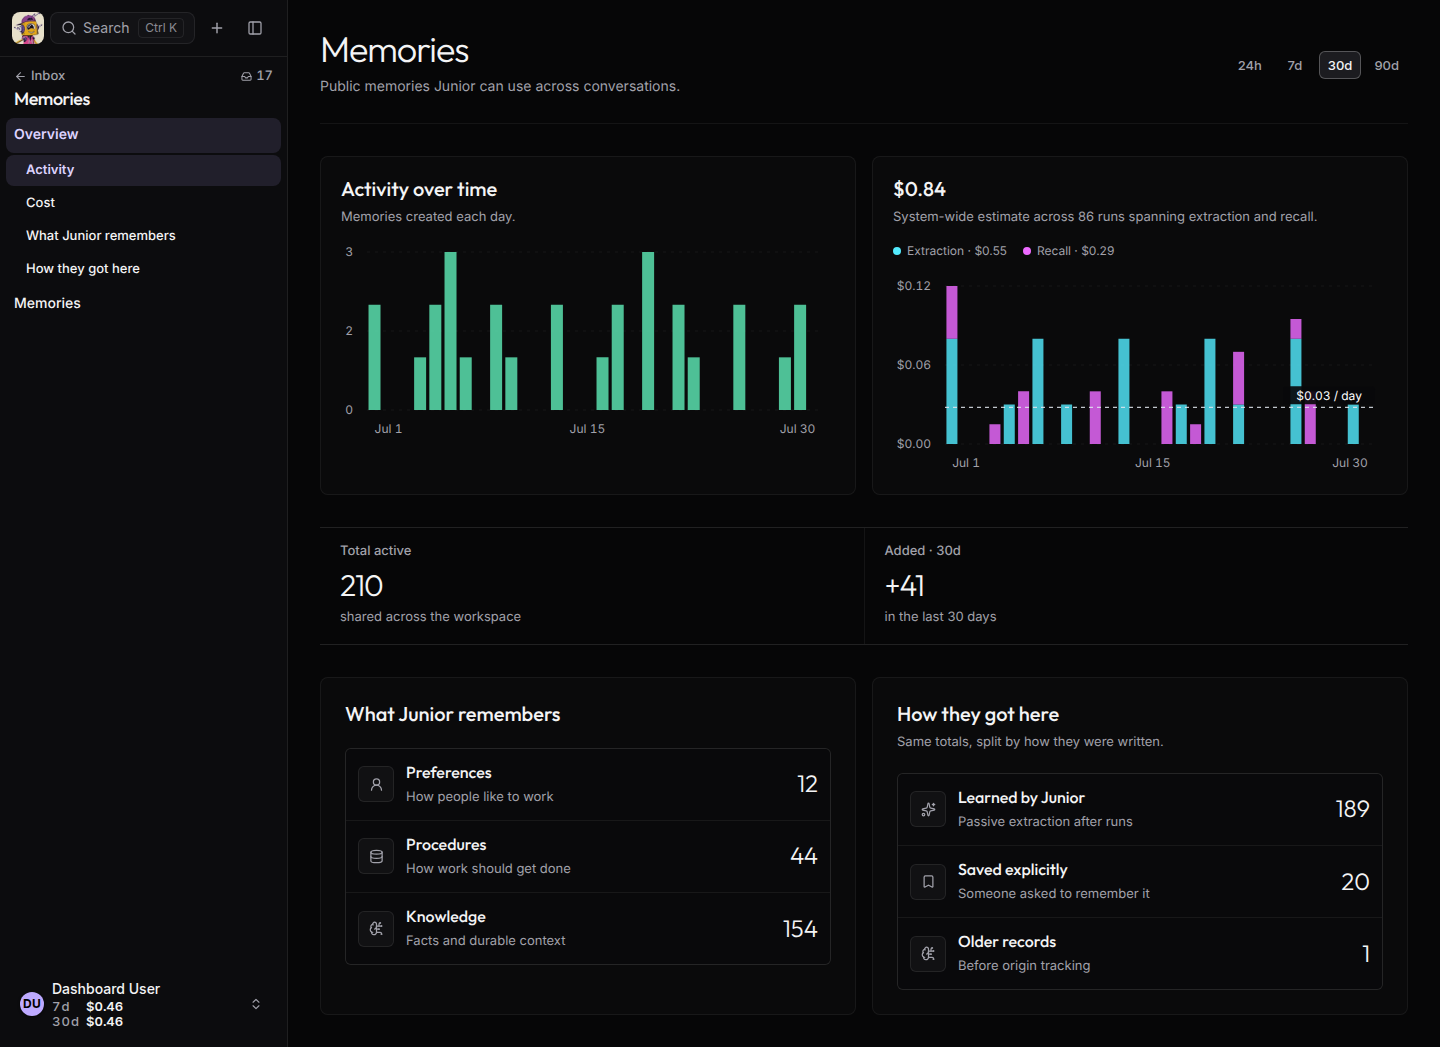 Search Ctrl K
Inbox 17
Memories
Overview
Activity
Cost
What Junior remembers
How they got here
Memories
Dashboard User
DU
7d $0.46
30d $0.46
Memories
Public memories Junior can use across conversations.
24h 7d 30d 90d
Activity over time
Memories created each day.
3
2
0
Jul 1 Jul 15 Jul 30
$0.84
System-wide estimate across 86 runs spanning extraction and recall.
Extraction · $0.55 Recall · $0.29
$0.12
$0.06
$0.03 / day
$0.00
Jul 1 Jul 15 Jul 30
Total active
210
shared across the workspace
Added · 30d
+41
in the last 30 days
What Junior remembers
Preferences
How people like to work
12
Procedures
How work should get done
44
Knowledge
Facts and durable context
154
How they got here
Same totals, split by how they were written.
Learned by Junior
Passive extraction after runs
189
Saved explicitly
Someone asked to remember it
20
Older records
Before origin tracking
1